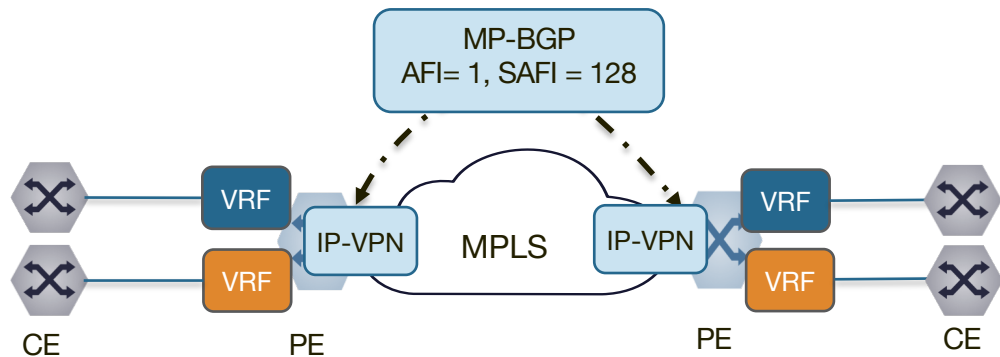 MP-BGP
AFI= 1, SAFI = 128
VRF
VRF
IP-VPN
MPLS
IP-VPN
VRF
VRF
CE
PE
PE
CE